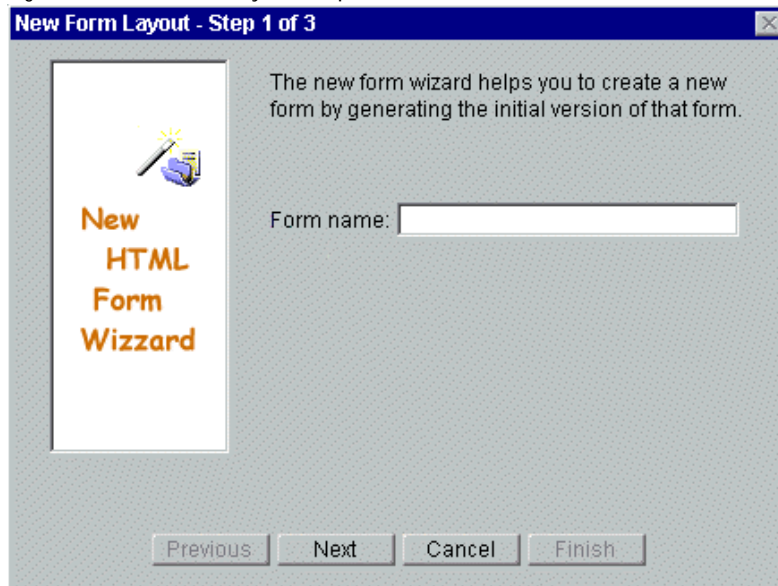 New Form Layout - Step 1 of 3
The new form wizard helps you to create a new
form by generating the initial version of that form.
New
HTML
Form
Wizzard
Form name:
Previous
Next
Cancel
Finish